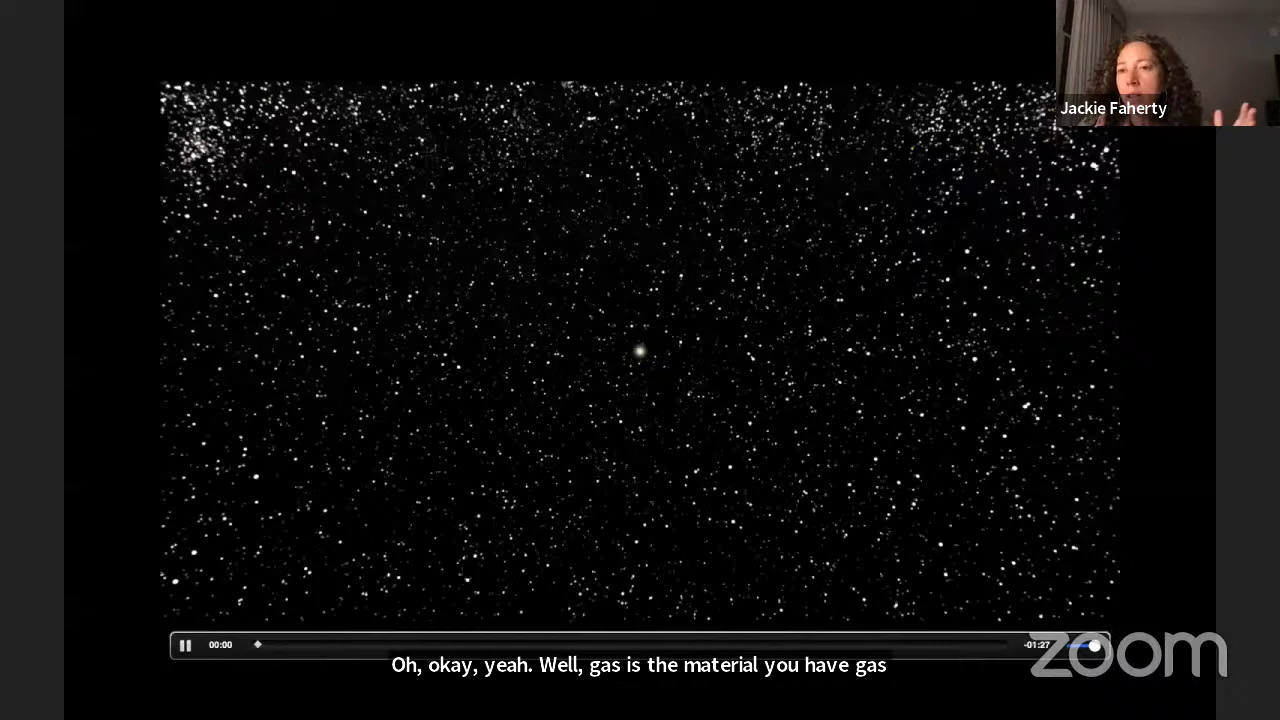 Jackie Faherty
00:00
-01:27
zoom
Oh, okay, yeah. Well, gas is the material you have gas